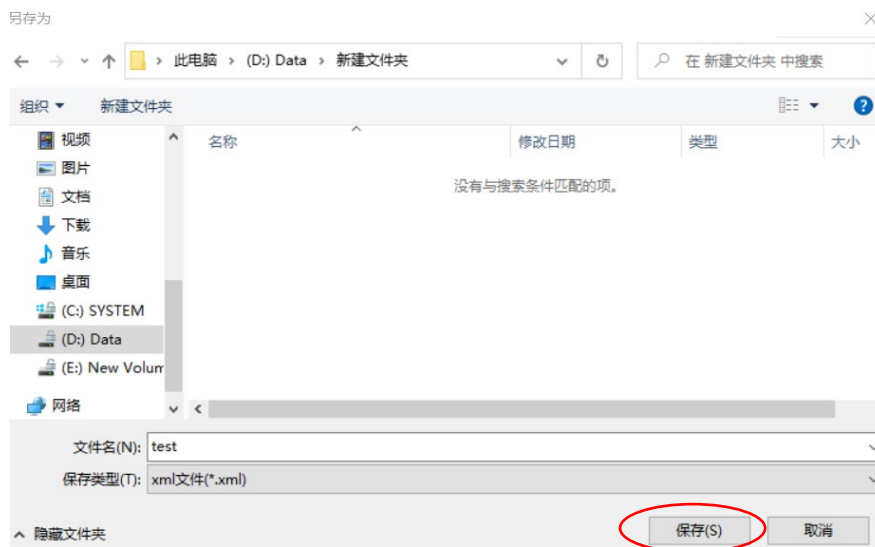 另存为
此电脑 > (D:) Data > 新建文件夹
在 新建文件夹 中搜索
组织 新建文件夹
名称 修改日期 类型 大小
没有与搜索条件匹配的项。
视频
图片
文档
下载
音乐
桌面
(C:) SYSTEM
(D:) Data
(E:) New Volum
网络
文件名(N): test
保存类型(T): xml文件(*.xml)
隐藏文件夹 保存(S) 取消